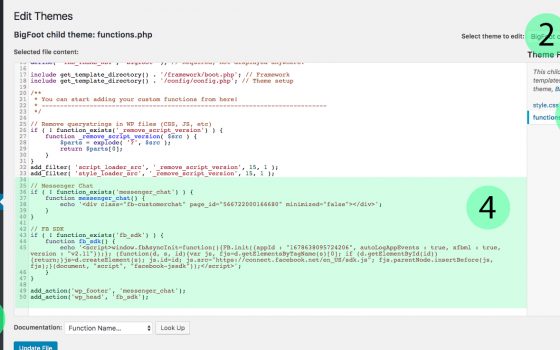 Edit Themes
BigFoot child theme: functions.php
Select theme to edit:
BigFoot c
2
Selected file content:
Theme F
This child
template
theme, B
style.css
function
16
17 include get_template_directory() . '/framework/boot.php'; // Framework
18 include get_template_directory() . '/config/config.php'; // Theme setup
19
20 /**
21 * You can start adding your custom functions from here!
22 * ---------------------------------------------------------------------------
23 */
24
25 // Remove querystrings in WP files (CSS, JS, etc)
26 if ( ! function_exists('_remove_script_version') ) {
27 function _remove_script_version( $src ) {
28 $parts = explode( '?', $src );
29 return $parts[0];
30 }
31 }
32 add_filter( 'script_loader_src', '_remove_script_version', 15, 1 );
33 add_filter( 'style_loader_src', '_remove_script_version', 15, 1 );
34
35 // Messenger Chat
36 if ( ! function_exists('messenger_chat') ) {
37 function messenger_chat() {
38 echo '<div class="fb-customerchat" page_id="566722000166680" minimized="false"></div>';
39 }
40 }
41
42 // FB SDK
43 if ( ! function_exists('fb_sdk') ) {
44 function fb_sdk() {
45 echo '<script>window.fbAsyncInit=function(){FB.init({appId : "1678638095724206", autoLogAppEvents : true, xfbml : true,
version : "v2.11"})}; (function(d, s, id){var js, fjs=d.getElementsByTagName(s)[0]; if (d.getElementById(id))
{return;}js=d.createElement(s); js.id=id; js.src="https://connect.facebook.net/en_US/sdk.js"; fjs.parentNode.insertBefore(js,
fjs);}(document, "script", "facebook-jssdk"));</script>';
46 }
47 }
48
49 add_action('wp_footer', 'messenger_chat');
50 add_action('wp_head', 'fb_sdk');
4
Documentation:
Function Name...
Look Up
Update File